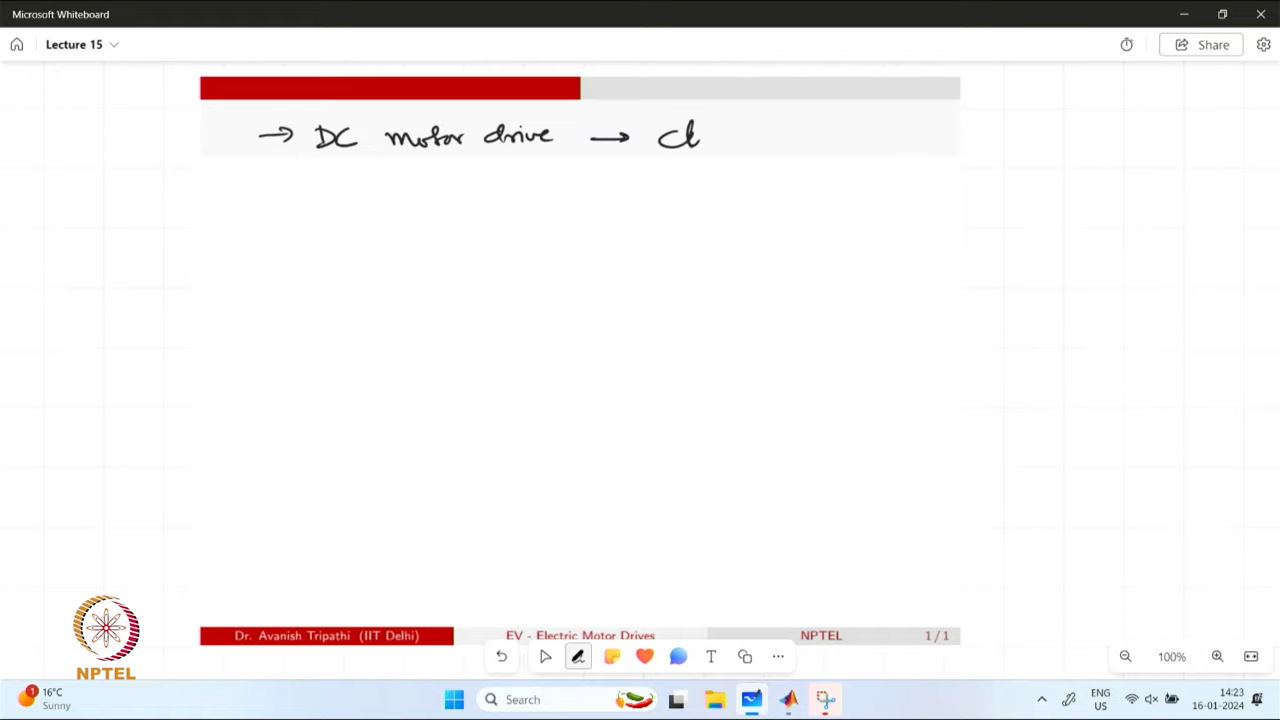 Microsoft Whiteboard
Lecture 15
Share
→ DC motor drive →
Dr. Avanish Tripathi (IIT Delhi)
EV - Electric Motor Drives
NPTEL
1 / 1
100%
NPTEL
1
16°C
Sunny
Search
ENG
US
14:23
16-01-2024